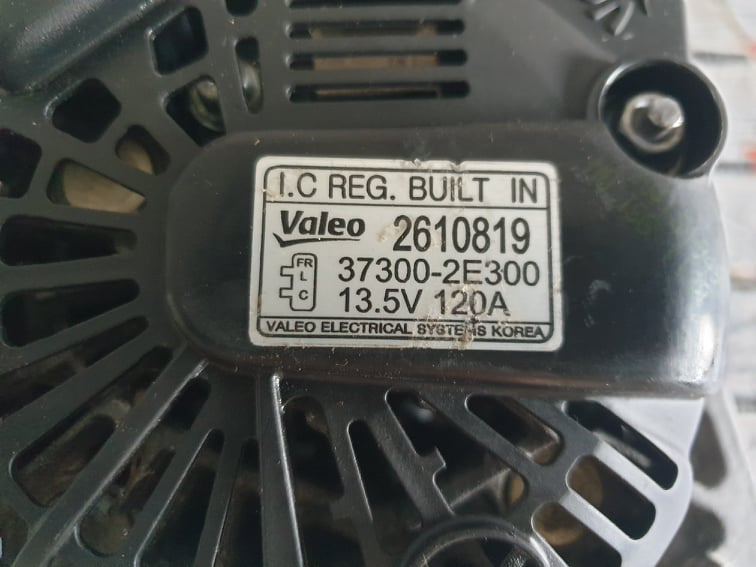 I.C REG. BUILT IN
Valeo 2610819
FR
L
C
37300-2E300
13.5V 120A
VALEO ELECTRICAL SYSTEMS KOREA